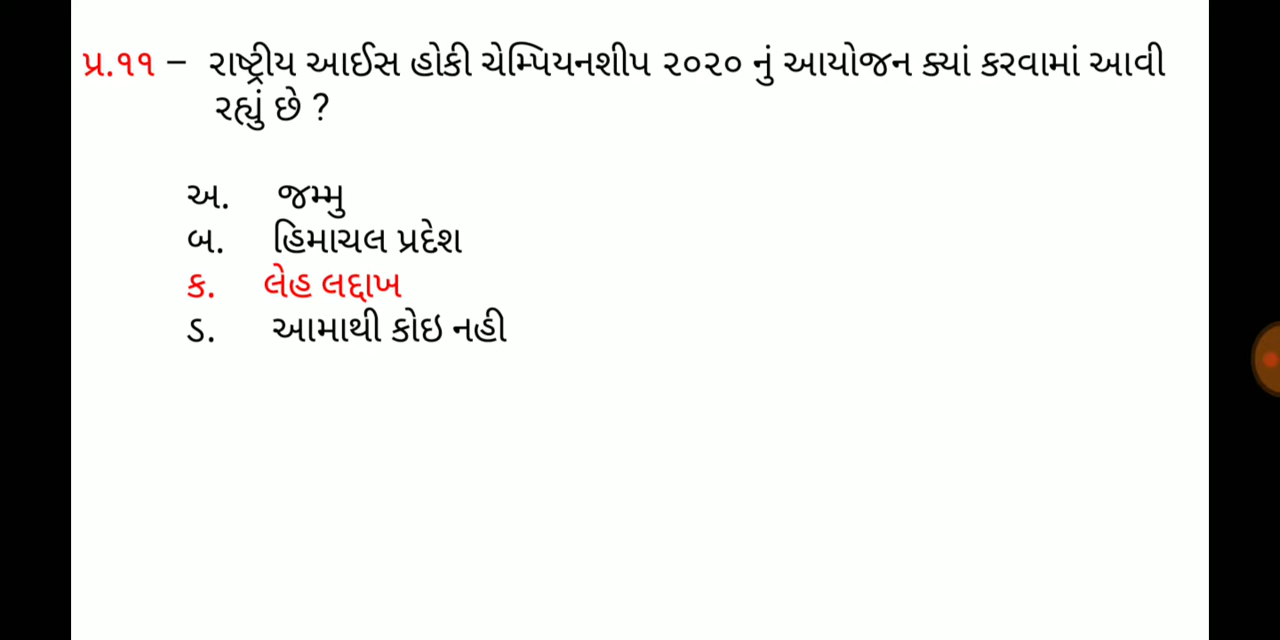 પ્ર.૧૧ – રાષ્ટ્રીય આઈસ હોકી ચેમ્પિયનશીપ ૨૦૨૦ નું આયોજન ક્યાં કરવામાં આવી
રહ્યું છે ?
અ. જમ્મુ
બ. હિમાચલ પ્રદેશ
ક. લેહ લદ્દાખ
ડ. આમાથી કોઇ નહી